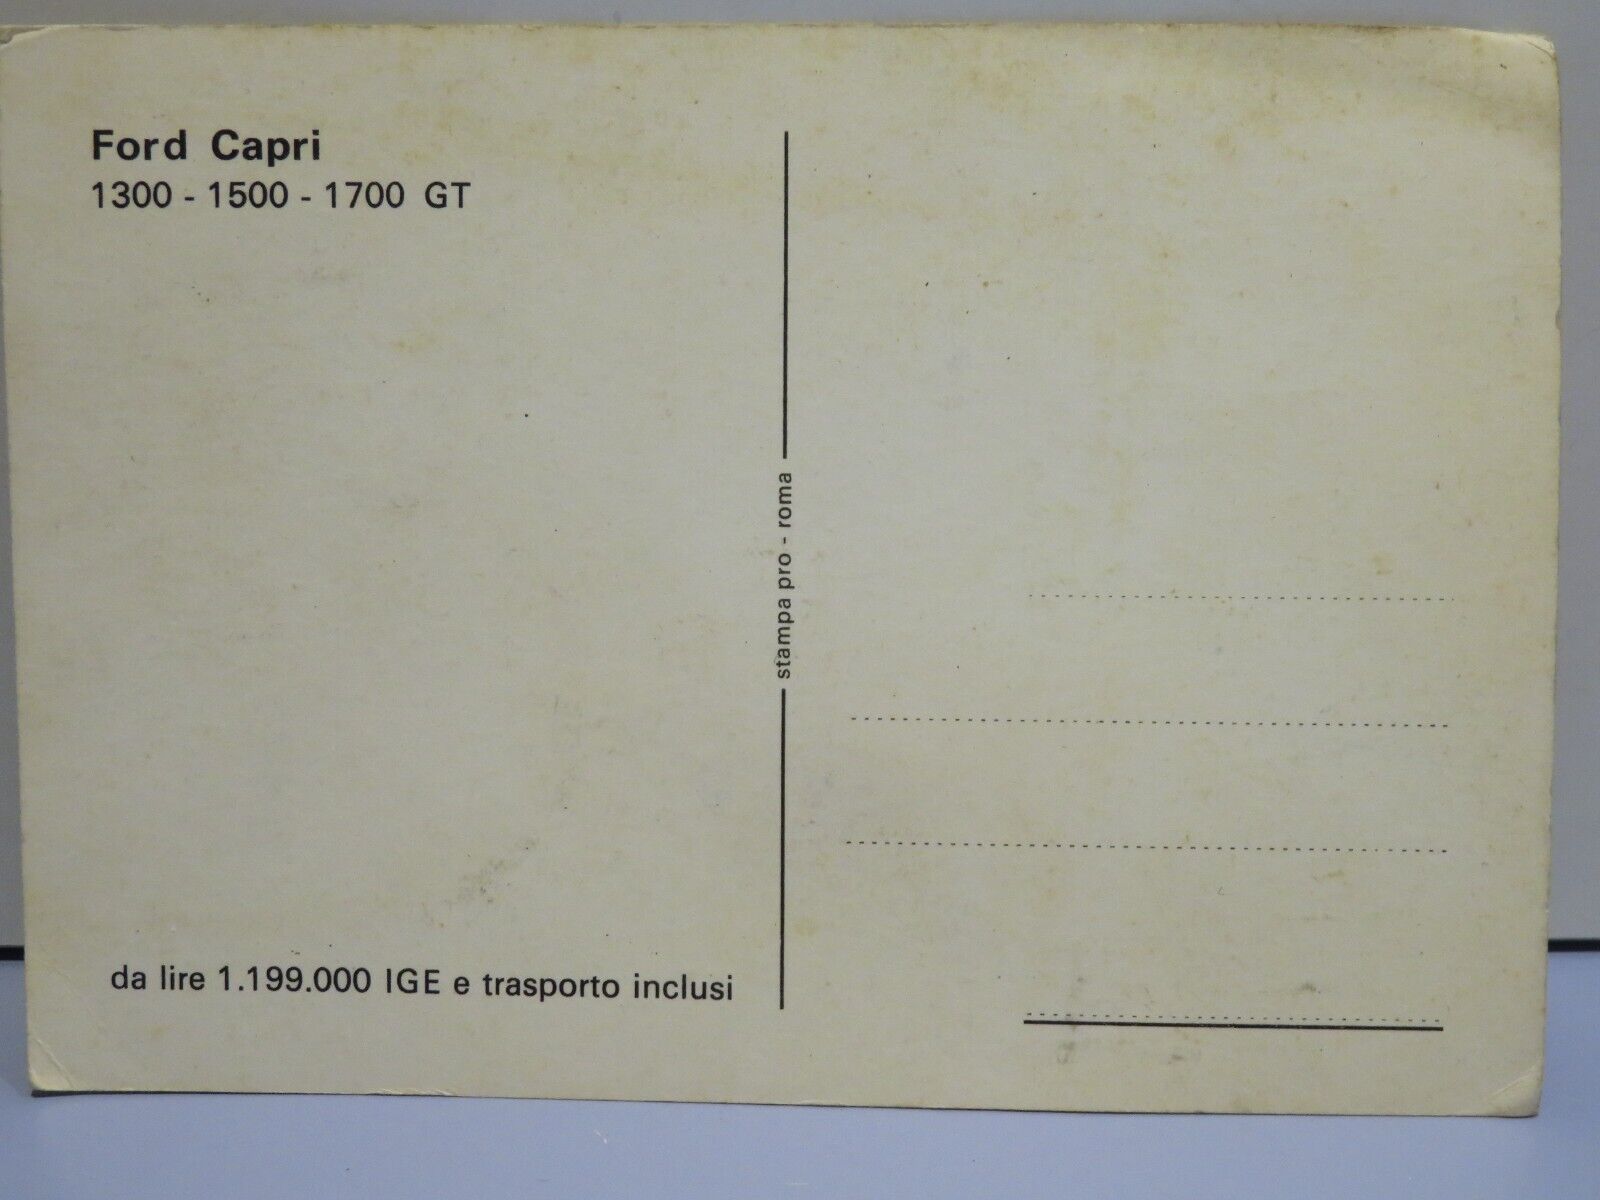 Ford Capri
1300 - 1500 - 1700 GT
da lire 1.199.000 IGE e trasporto inclusi
stampa pro - roma